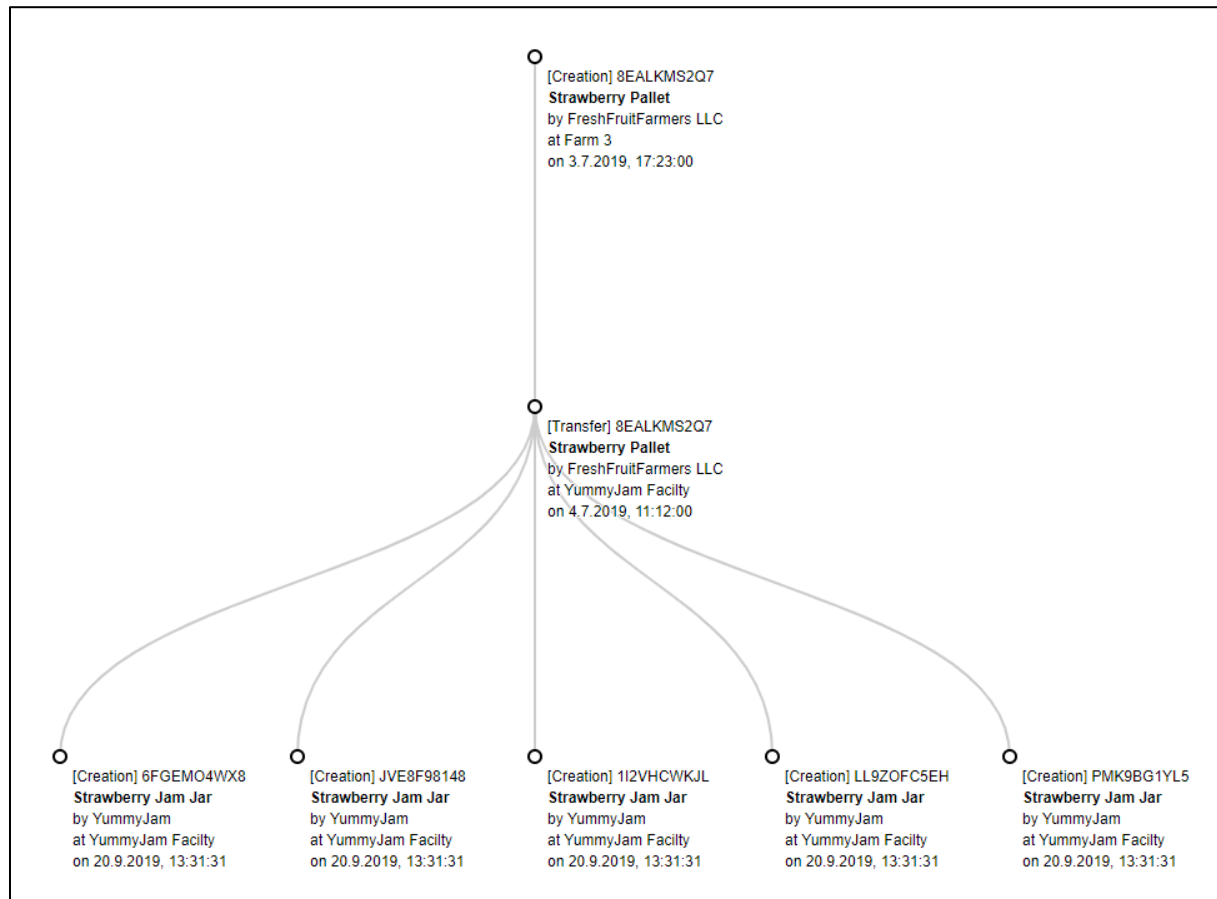 [Creation] 8EALKMS2Q7
Strawberry Pallet
by FreshFruitFarmers LLC
at Farm 3
on 3.7.2019, 17:23:00
[Transfer] 8EALKMS2Q7
Strawberry Pallet
by FreshFruitFarmers LLC
at YummyJam Facilty
on 4.7.2019, 11:12:00
[Creation] 6FGEMO4WX8
Strawberry Jam Jar
by YummyJam
at YummyJam Facilty
on 20.9.2019, 13:31:31
[Creation] JVE8F98148
Strawberry Jam Jar
by YummyJam
at YummyJam Facilty
on 20.9.2019, 13:31:31
[Creation] 1I2VHCWKJL
Strawberry Jam Jar
by YummyJam
at YummyJam Facilty
on 20.9.2019, 13:31:31
[Creation] LL9ZOFC5EH
Strawberry Jam Jar
by YummyJam
at YummyJam Facilty
on 20.9.2019, 13:31:31
[Creation] PMK9BG1YL5
Strawberry Jam Jar
by YummyJam
at YummyJam Facilty
on 20.9.2019, 13:31:31